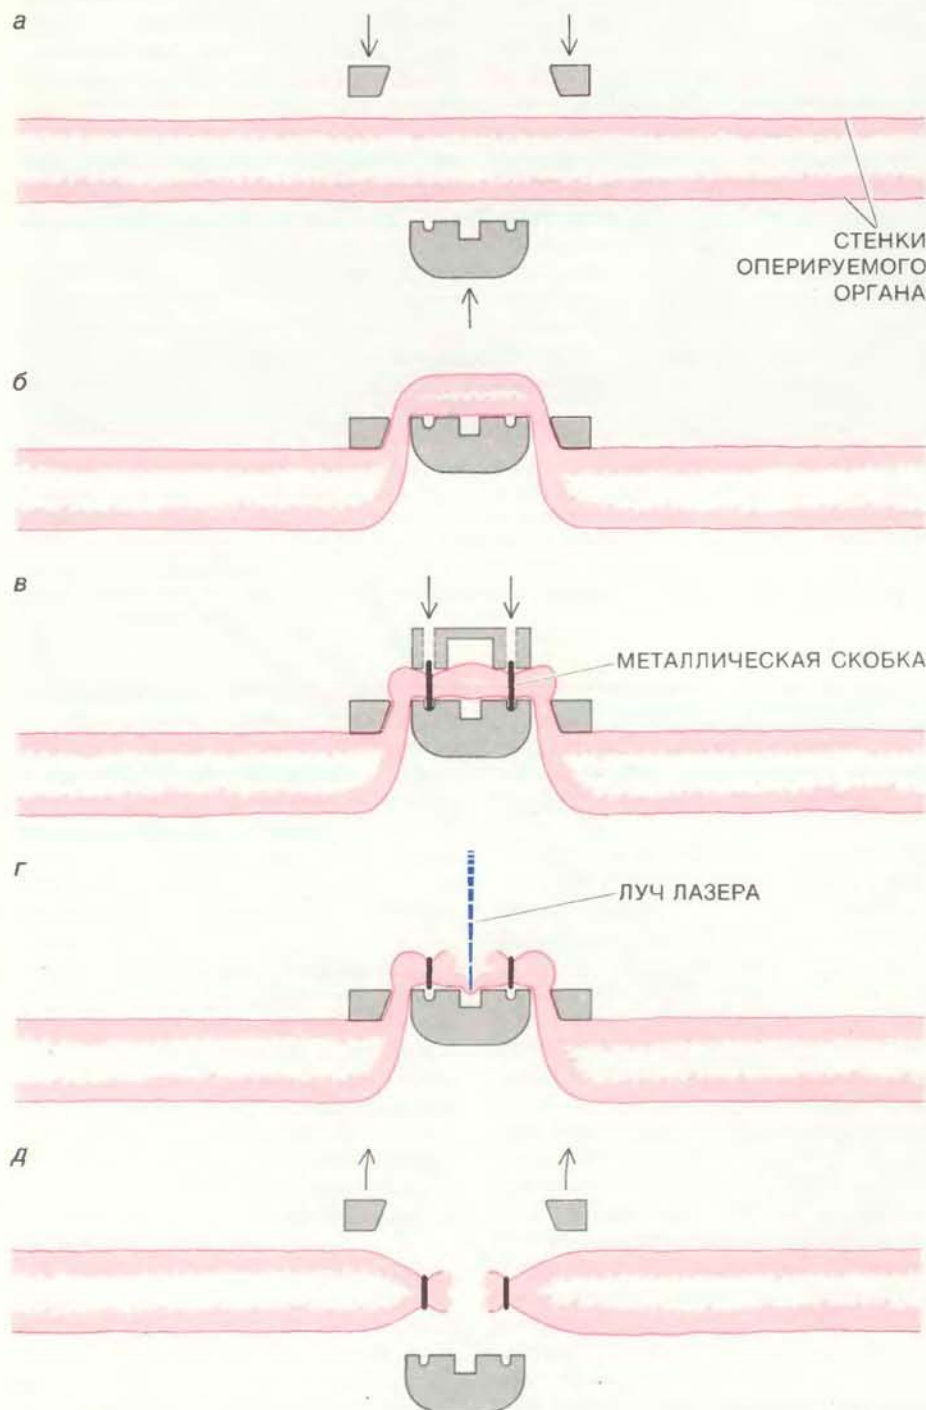 а
СТЕНКИ
ОПЕРИРУЕМОГО
ОРГАНА
б
в
МЕТАЛЛИЧЕСКАЯ СКОБКА
г
ЛУЧ ЛАЗЕРА
д